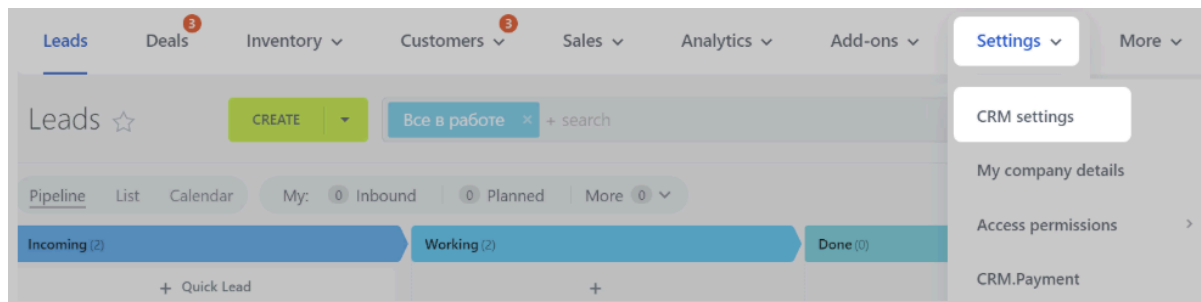 3 3
Leads Deals Inventory Customers Sales Analytics Add-ons Settings More
Leads CREATE Все в работе × + search
CRM settings
My company details
Pipeline List Calendar My: 0 Inbound 0 Planned More 0
Access permissions
Incoming (2) Working (2) Done (0)
+ Quick Lead +
CRM.Payment